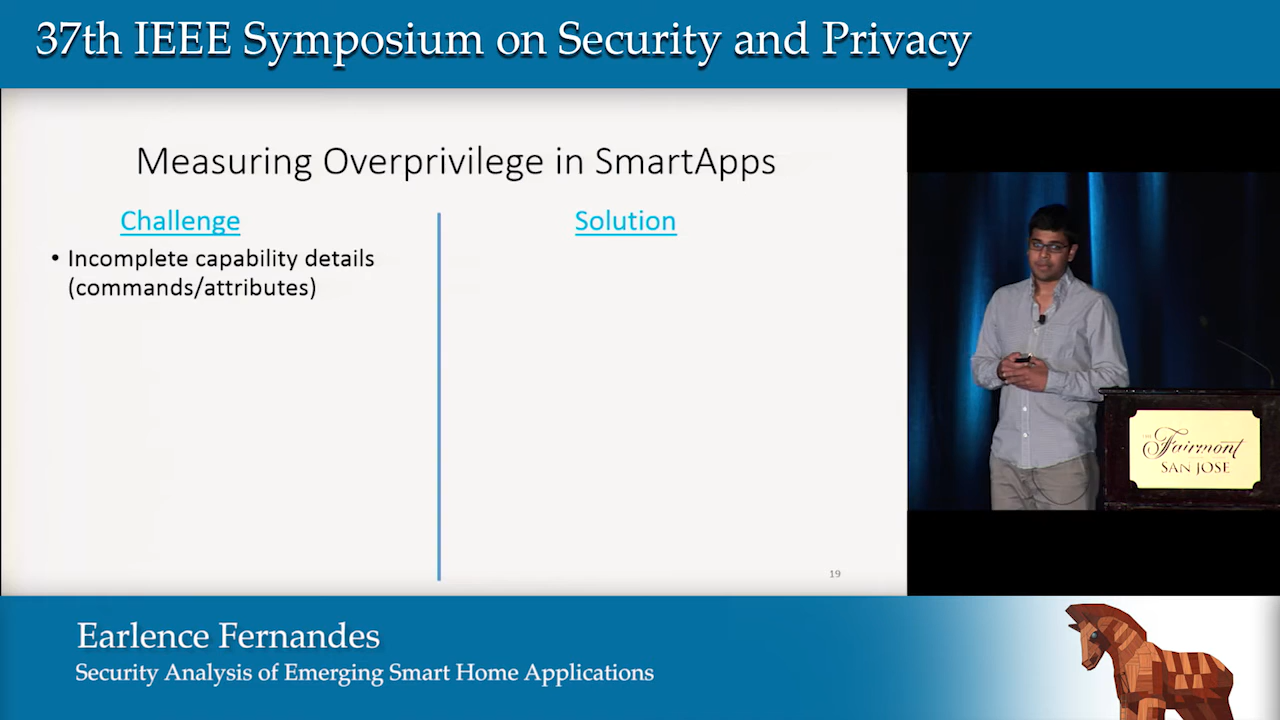 37th IEEE Symposium on Security and Privacy
Measuring Overprivilege in SmartApps
Challenge
• Incomplete capability details
(commands/attributes)
Solution
19
THE
Fairmont
SAN JOSE
Earlence Fernandes
Security Analysis of Emerging Smart Home Applications